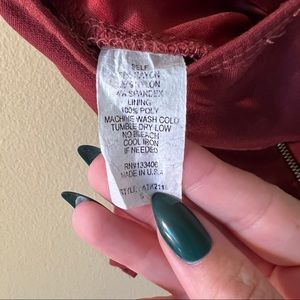 SELF
RAYON
NYLON
SPANDEX
LINING
100% POLY
MACHINE WASH COLD
TUMBLE DRY LOW
NO BLEACH
COOL IRON
IF NEEDED
RN#133406
MADE IN U.S.A
STYLE: